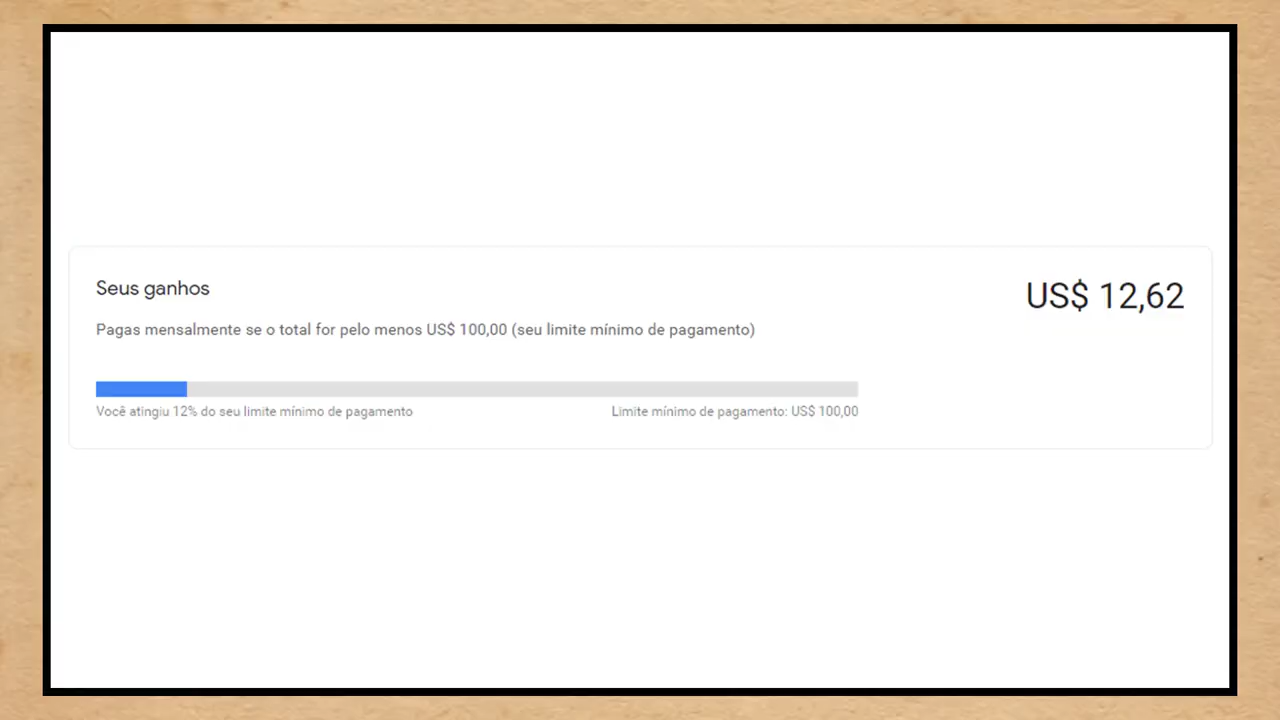 Seus ganhos
US$ 12,62
Pagas mensalmente se o total for pelo menos US$ 100,00 (seu limite mínimo de pagamento)
Você atingiu 12% do seu limite mínimo de pagamento
Limite mínimo de pagamento: US$ 100,00